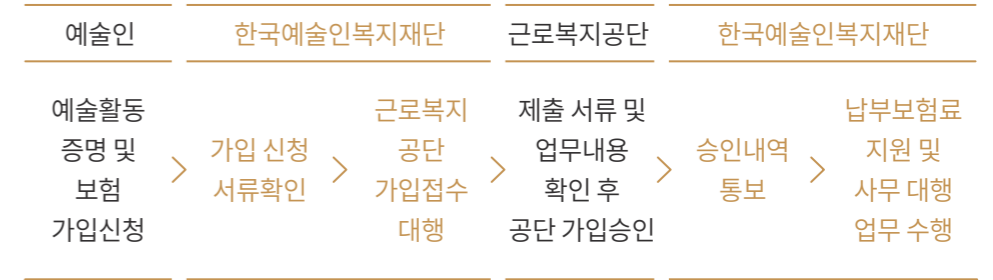 예술인
한국예술인복지재단
근로복지공단
한국예술인복지재단
예술활동
증명 및
보험
가입신청
가입 신청
서류확인
근로복지
공단
가입접수
대행
제출 서류 및
업무내용
확인 후
공단 가입승인
승인내역
통보
납부보험료
지원 및
사무 대행
업무 수행